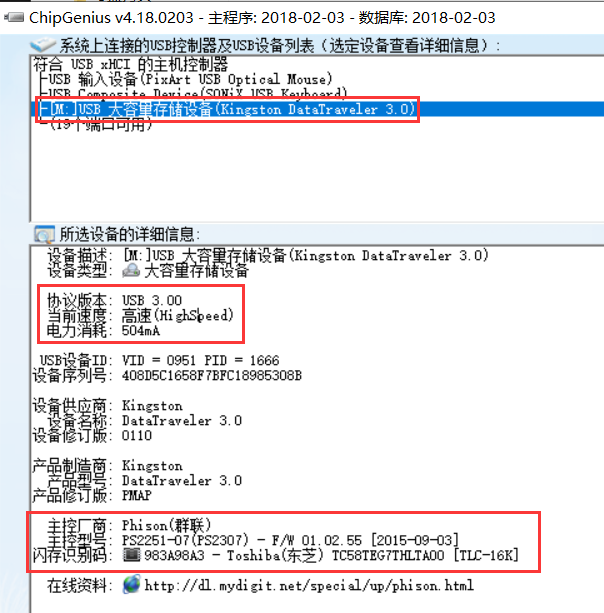 ChipGenius v4.18.0203 - 主程序: 2018-02-03 - 数据库: 2018-02-03
系统上连接的USB控制器及USB设备列表(选定设备查看详细信息):
符合 USB xHCI 的主机控制器
├USB 输入设备(PixArt USB Optical Mouse)
├USB Composite Device(SONiX USB Keyboard)
├[M:]USB 大容量存储设备(Kingston DataTraveler 3.0)
└(19个端口可用)
所选设备的详细信息:
设备描述: [M:]USB 大容量存储设备(Kingston DataTraveler 3.0)
设备类型: 大容量存储设备
协议版本: USB 3.00
当前速度: 高速(HighSpeed)
电力消耗: 504mA
USB设备ID: VID = 0951 PID = 1666
设备序列号: 408D5C1658F7BFC18985308B
设备供应商: Kingston
设备名称: DataTraveler 3.0
设备修订版: 0110
产品制造商: Kingston
产品型号: DataTraveler 3.0
产品修订版: PMAP
主控厂商: Phison(群联)
主控型号: PS2251-07(PS2307) - F/W 01.02.55 [2015-09-03]
闪存识别码: 983A98A3 - Toshiba(东芝) TC58TEG7THLTA00 [TLC-16K]
在线资料: http://dl.mydigit.net/special/up/phison.html